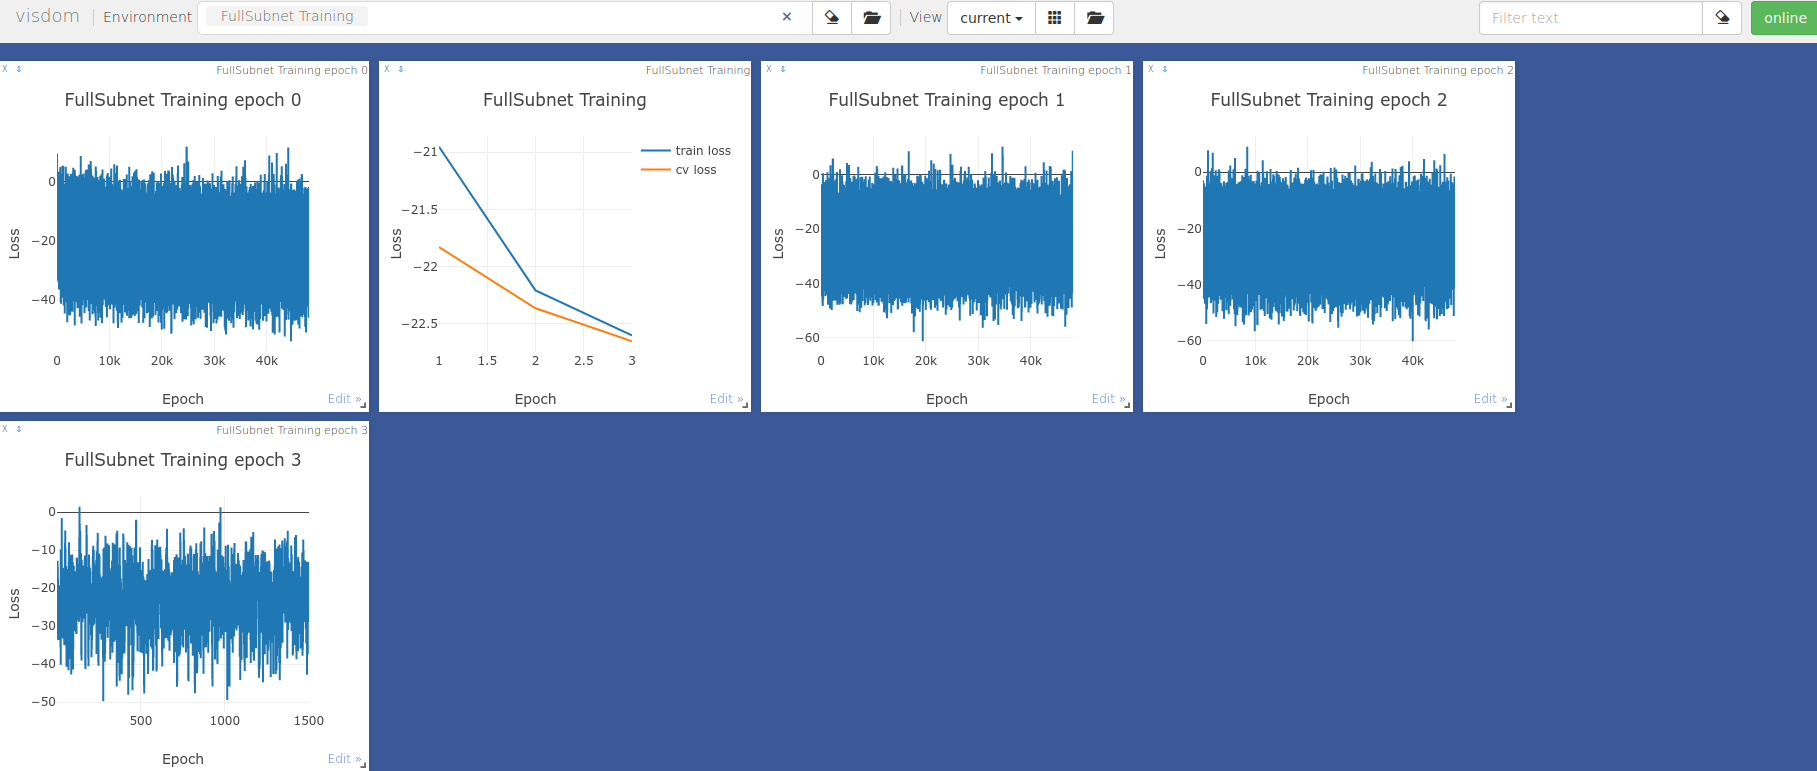 visdom Environment FullSubnet Training × View current Filter text online
X ⇩ FullSubnet Training epoch 0
FullSubnet Training epoch 0
0
−20
−40
Loss
0 10k 20k 30k 40k
Epoch
Edit »
X ⇩ FullSubnet Training
FullSubnet Training
−21
−21.5
−22
−22.5
Loss
train loss
cv loss
1 1.5 2 2.5 3
Epoch
Edit »
X ⇩ FullSubnet Training epoch 1
FullSubnet Training epoch 1
0
−20
−40
−60
Loss
0 10k 20k 30k 40k
Epoch
Edit »
X ⇩ FullSubnet Training epoch 2
FullSubnet Training epoch 2
0
−20
−40
−60
Loss
0 10k 20k 30k 40k
Epoch
Edit »
X ⇩ FullSubnet Training epoch 3
FullSubnet Training epoch 3
0
−10
−20
−30
−40
−50
Loss
500 1000 1500
Epoch
Edit »